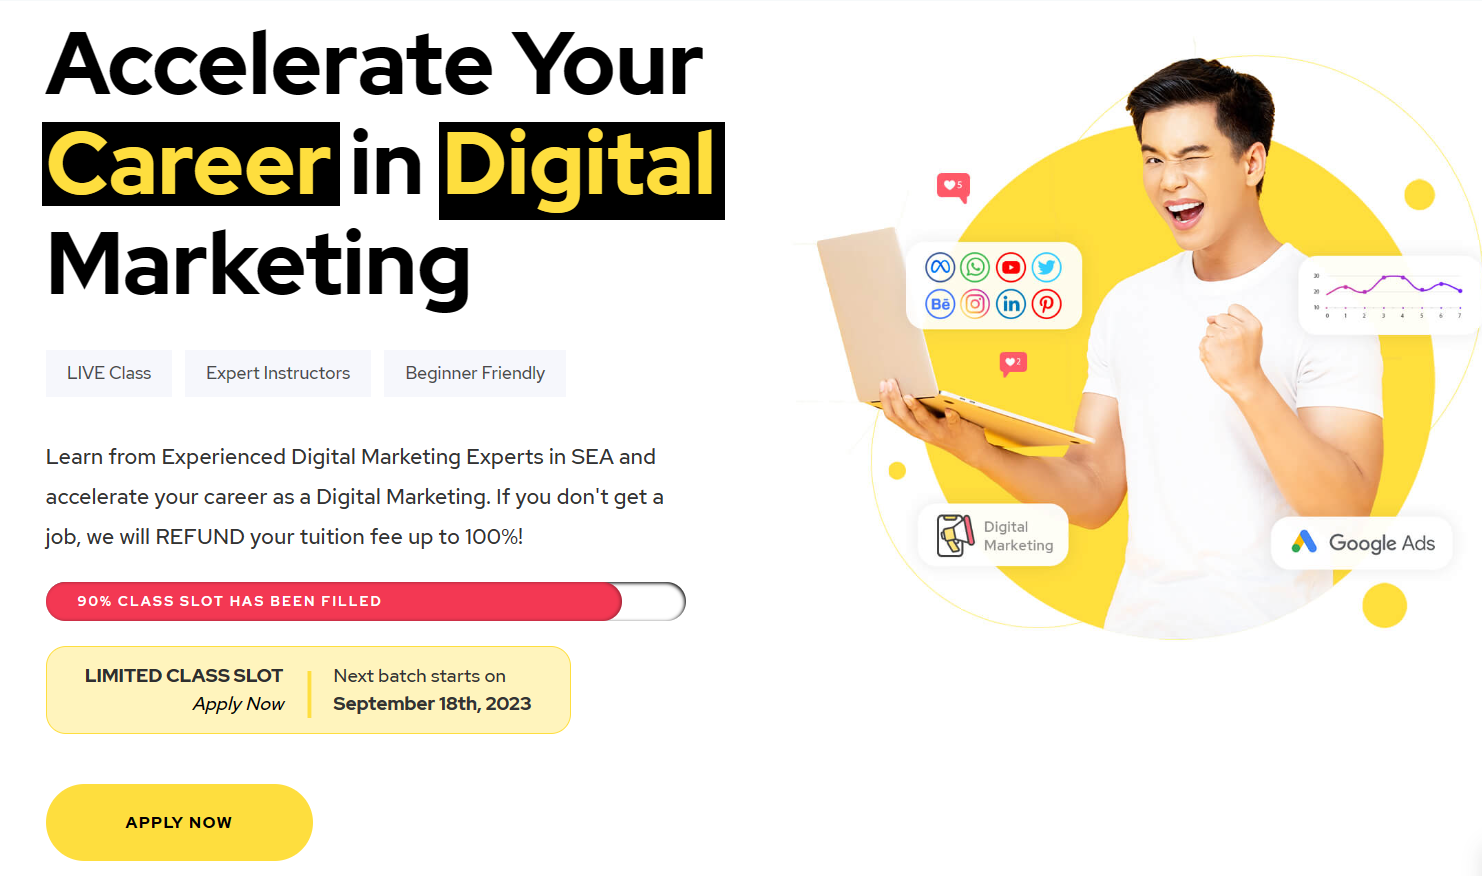 Accelerate Your
Career in Digital
Marketing
LIVE Class
Expert Instructors
Beginner Friendly
Learn from Experienced Digital Marketing Experts in SEA and
accelerate your career as a Digital Marketing. If you don't get a
job, we will REFUND your tuition fee up to 100%!
90% CLASS SLOT HAS BEEN FILLED
LIMITED CLASS SLOT
Apply Now
Next batch starts on
September 18th, 2023
APPLY NOW
5
Bē
in
2
30
20
10
0 1 2 3 4 5 6 7
Digital
Marketing
Google Ads